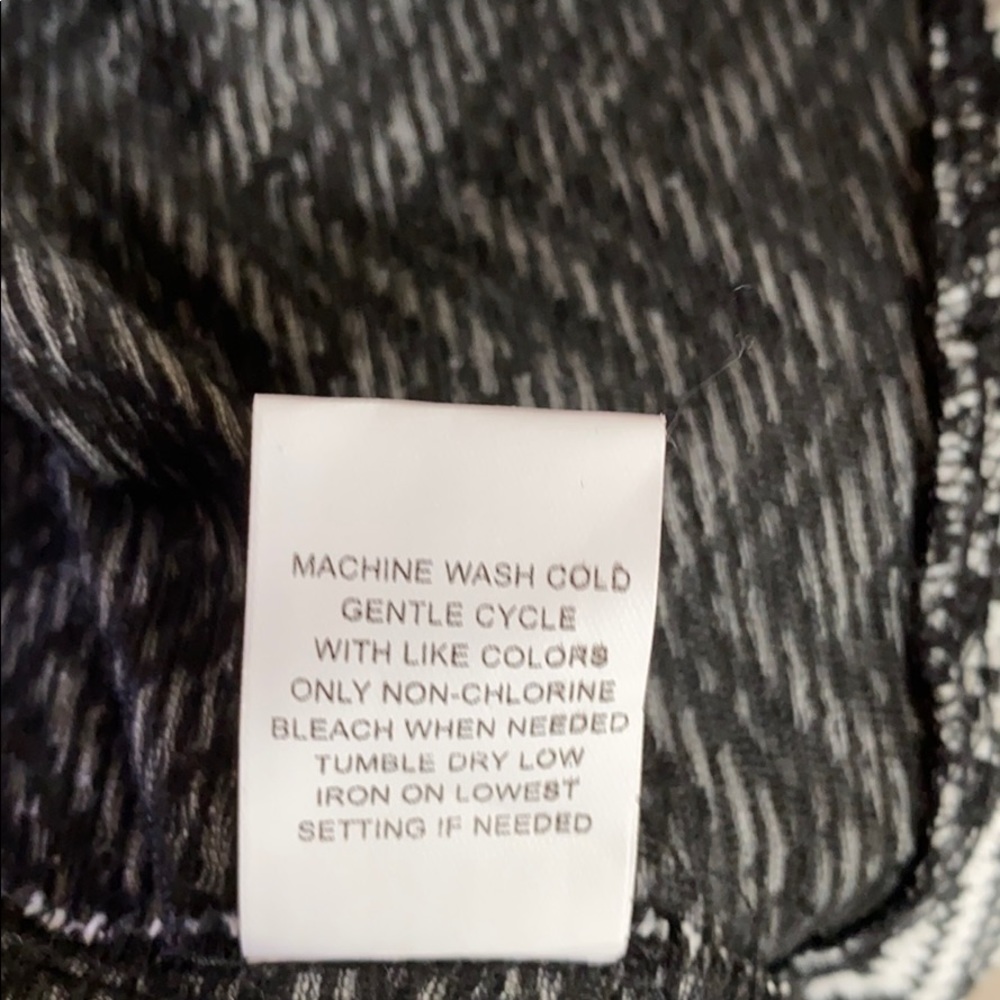 MACHINE WASH COLD
GENTLE CYCLE
WITH LIKE COLORS
ONLY NON-CHLORINE
BLEACH WHEN NEEDED
TUMBLE DRY LOW
IRON ON LOWEST
SETTING IF NEEDED